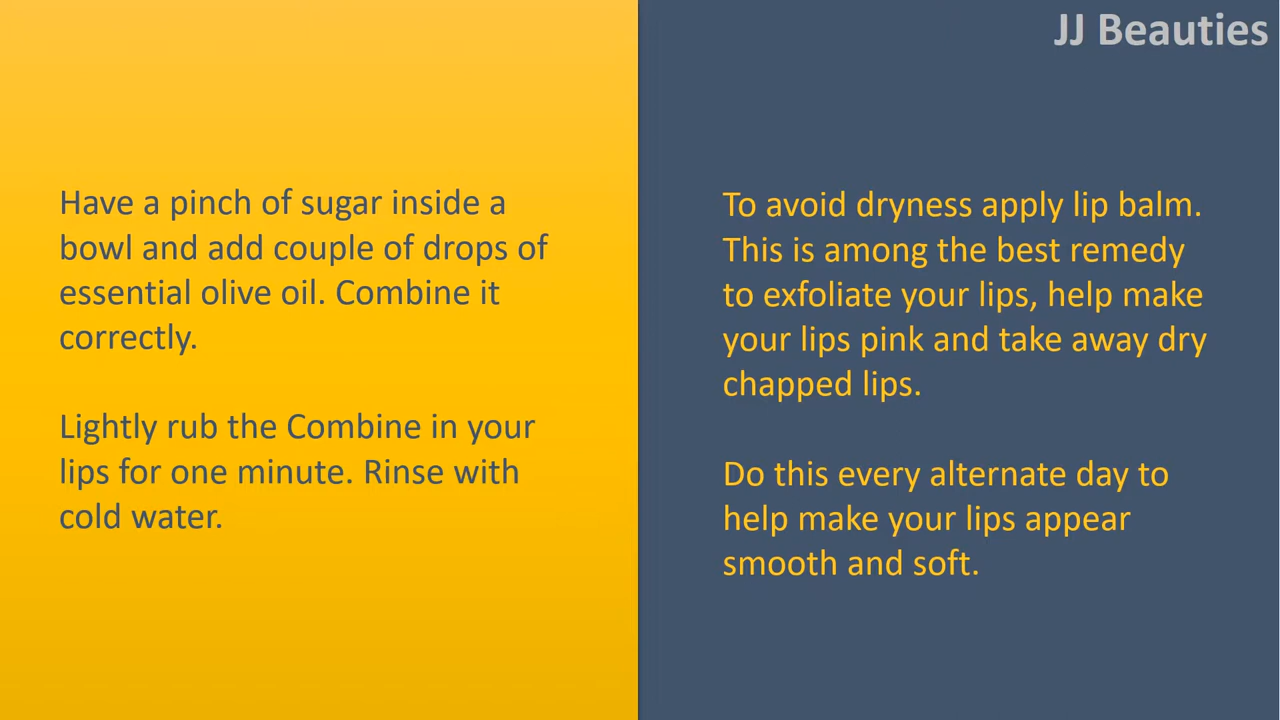 JJ Beauties
Have a pinch of sugar inside a
bowl and add couple of drops of
essential olive oil. Combine it
correctly.
Lightly rub the Combine in your
lips for one minute. Rinse with
cold water.
To avoid dryness apply lip balm.
This is among the best remedy
to exfoliate your lips, help make
your lips pink and take away dry
chapped lips.
Do this every alternate day to
help make your lips appear
smooth and soft.